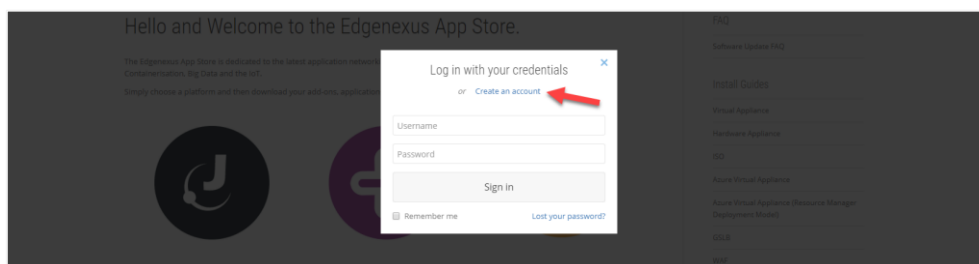 Hello and Welcome to the Edgenexus App Store.
The Edgenexus App Store is dedicated to the latest application network
Containerisation, Big Data and the IoT.
Simply choose a platform and then download your add-ons, application
Log in with your credentials
×
or Create an account
Username
Password
Sign in
Remember me
Lost your password?
FAQ
Software Update FAQ
Install Guides
Virtual Appliance
Hardware Appliance
ISO
Azure Virtual Appliance
Azure Virtual Appliance (Resource Manager
Deployment Model)
GSLB
WAF